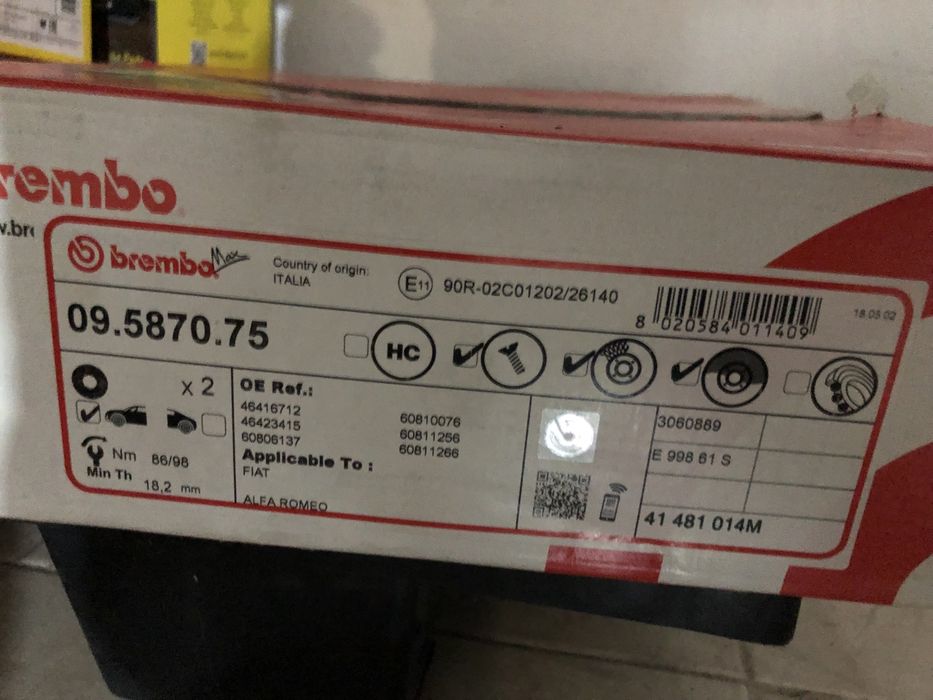 rembo
brembo Max
Country of origin:
ITALIA
E11 90R-02C01202/26140
8 020584 011409
18.05.02
09.5870.75
HC
x 2
Nm 86/98
Min Th 18,2 mm
OE Ref.:
46416712
46423415
60806137
60810076
60811256
60811266
Applicable To :
FIAT
ALFA ROMEO
3060889
E 998 61 S
41 481 014M